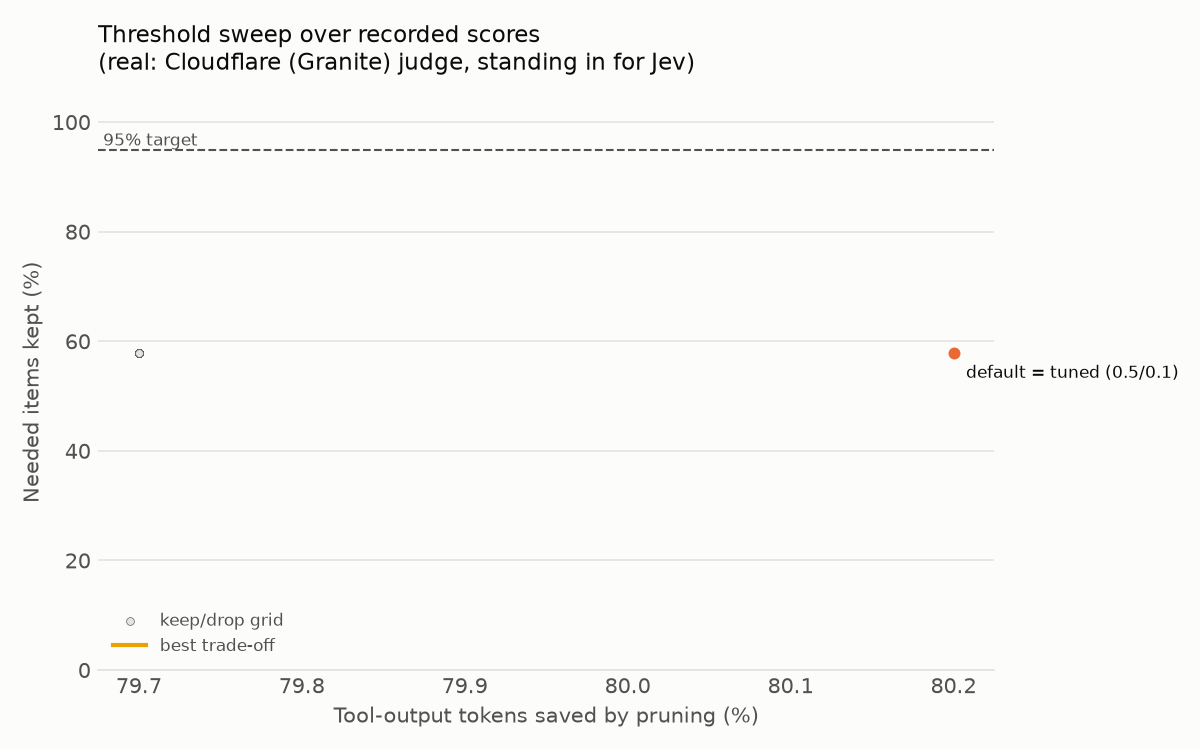 Threshold sweep over recorded scores
(real: Cloudflare (Granite) judge, standing in for Jev)
100
95% target
80
60
40
20
0
Needed items kept (%)
default = tuned (0.5/0.1)
keep/drop grid
best trade-off
79.7 79.8 79.9 80.0 80.1 80.2
Tool-output tokens saved by pruning (%)